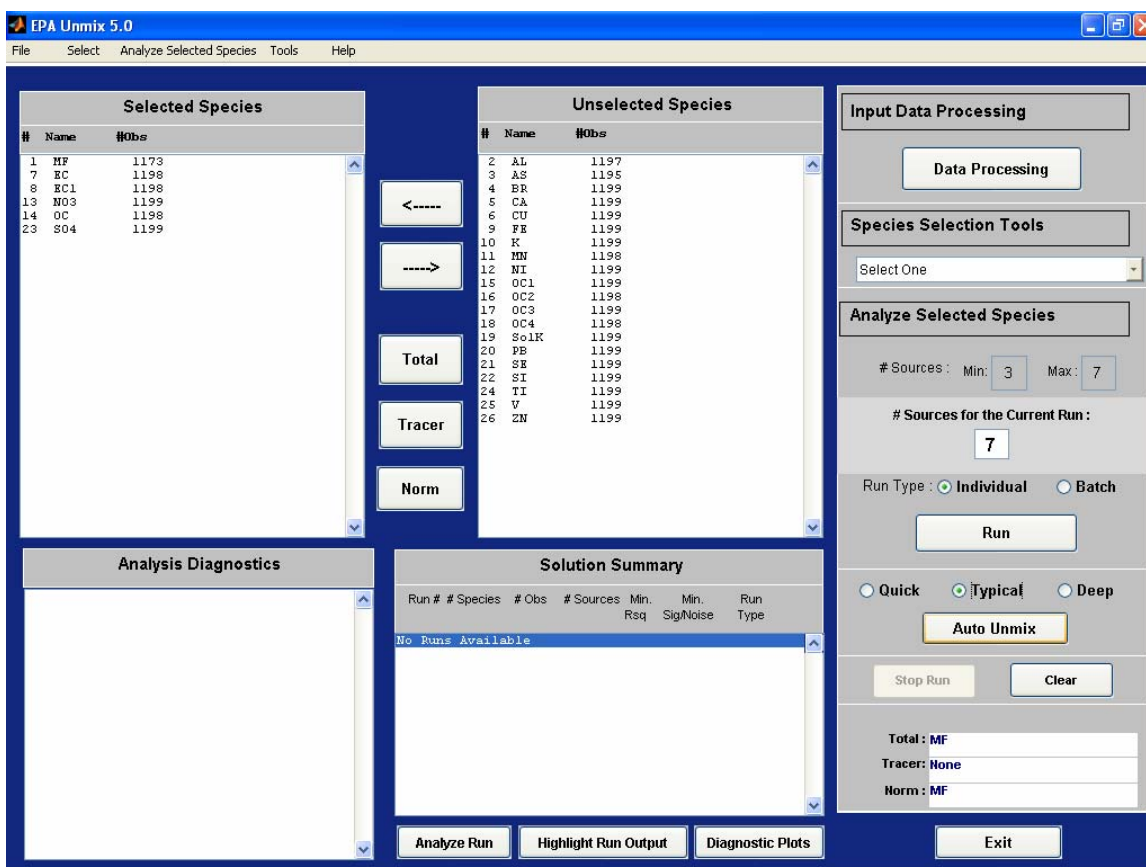 EPA Unmix 5.0
File Select Analyze Selected Species Tools Help
Selected Species
# Name #Obs
1 MF 1173
7 EC 1198
8 EC1 1198
13 NO3 1199
14 OC 1198
23 SO4 1199
<-----
----->
Total
Tracer
Norm
Unselected Species
# Name #Obs
2 AL 1197
3 AS 1195
4 BR 1199
5 CA 1199
6 CU 1199
9 FE 1199
10 K 1199
11 MN 1198
12 NI 1199
15 OC1 1199
16 OC2 1198
17 OC3 1199
18 OC4 1198
19 SolK 1199
20 PB 1199
21 SE 1199
22 SI 1199
24 TI 1199
25 V 1199
26 ZN 1199
Input Data Processing
Data Processing
Species Selection Tools
Select One
Analyze Selected Species
# Sources : Min: 3 Max: 7
# Sources for the Current Run :
7
Run Type : Individual Batch
Run
Quick Typical Deep
Auto Unmix
Stop Run Clear
Total : MF
Tracer: None
Norm : MF
Analysis Diagnostics
Solution Summary
Run # # Species # Obs # Sources Min. Min. Run
Rsq Sig/Noise Type
No Runs Available
Analyze Run Highlight Run Output Diagnostic Plots Exit